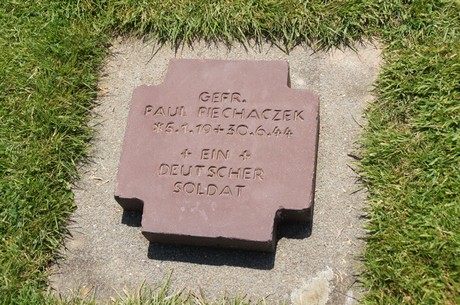 GEFR.
PAUL PIECHACZEK
*5.1.19+30.6.44
+ EIN +
DEUTSCHER
SOLDAT